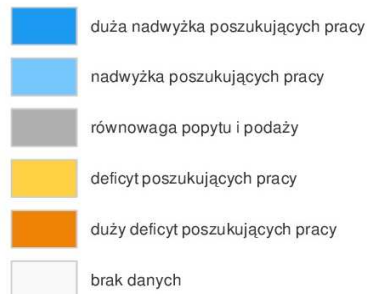 duża nadwyżka poszukujących pracy
nadwyżka poszukujących pracy
równowaga popytu i podaży
deficyt poszukujących pracy
duży deficyt poszukujących pracy
brak danych